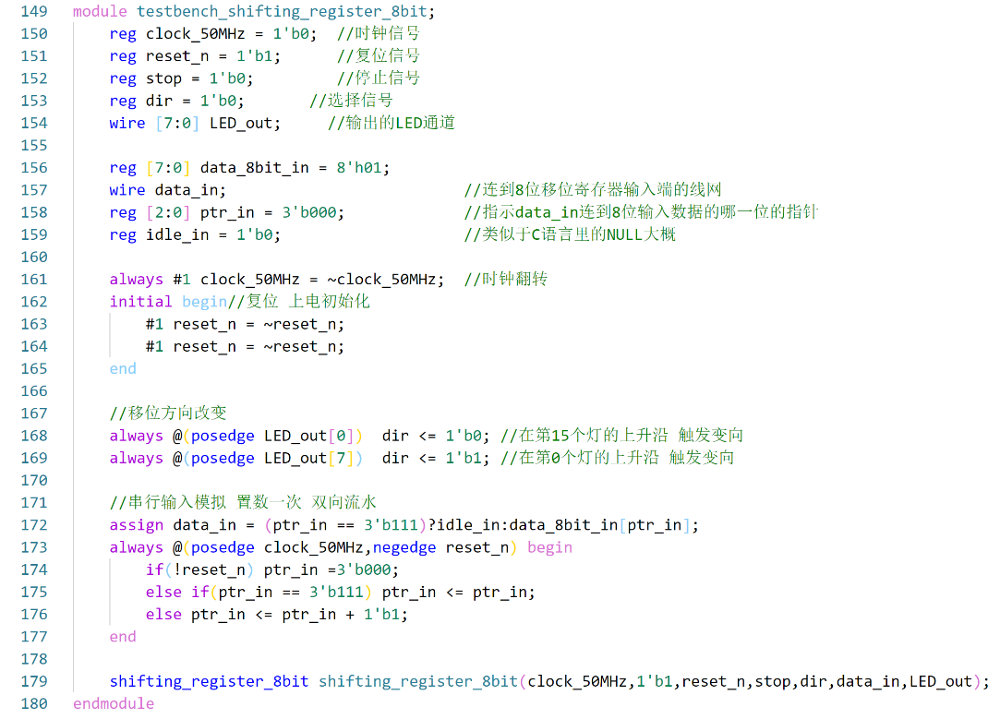 149 module testbench_shifting_register_8bit;
150 reg clock_50MHz = 1'b0; //时钟信号
151 reg reset_n = 1'b1; //复位信号
152 reg stop = 1'b0; //停止信号
153 reg dir = 1'b0; //选择信号
154 wire [7:0] LED_out; //输出的LED通道
155
156 reg [7:0] data_8bit_in = 8'h01;
157 wire data_in; //连到8位移位寄存器输入端的线网
158 reg [2:0] ptr_in = 3'b000; //指示data_in连到8位输入数据的哪一位的指针
159 reg idle_in = 1'b0; //类似于C语言里的NULL大概
160
161 always #1 clock_50MHz = ~clock_50MHz; //时钟翻转
162 initial begin//复位 上电初始化
163 #1 reset_n = ~reset_n;
164 #1 reset_n = ~reset_n;
165 end
166
167 //移位方向改变
168 always @(posedge LED_out[0]) dir <= 1'b0; //在第15个灯的上升沿 触发变向
169 always @(posedge LED_out[7]) dir <= 1'b1; //在第0个灯的上升沿 触发变向
170
171 //串行输入模拟 置数一次 双向流水
172 assign data_in = (ptr_in == 3'b111)?idle_in:data_8bit_in[ptr_in];
173 always @(posedge clock_50MHz,negedge reset_n) begin
174 if(!reset_n) ptr_in =3'b000;
175 else if(ptr_in == 3'b111) ptr_in <= ptr_in;
176 else ptr_in <= ptr_in + 1'b1;
177 end
178
179 shifting_register_8bit shifting_register_8bit(clock_50MHz,1'b1,reset_n,stop,dir,data_in,LED_out);
180 endmodule